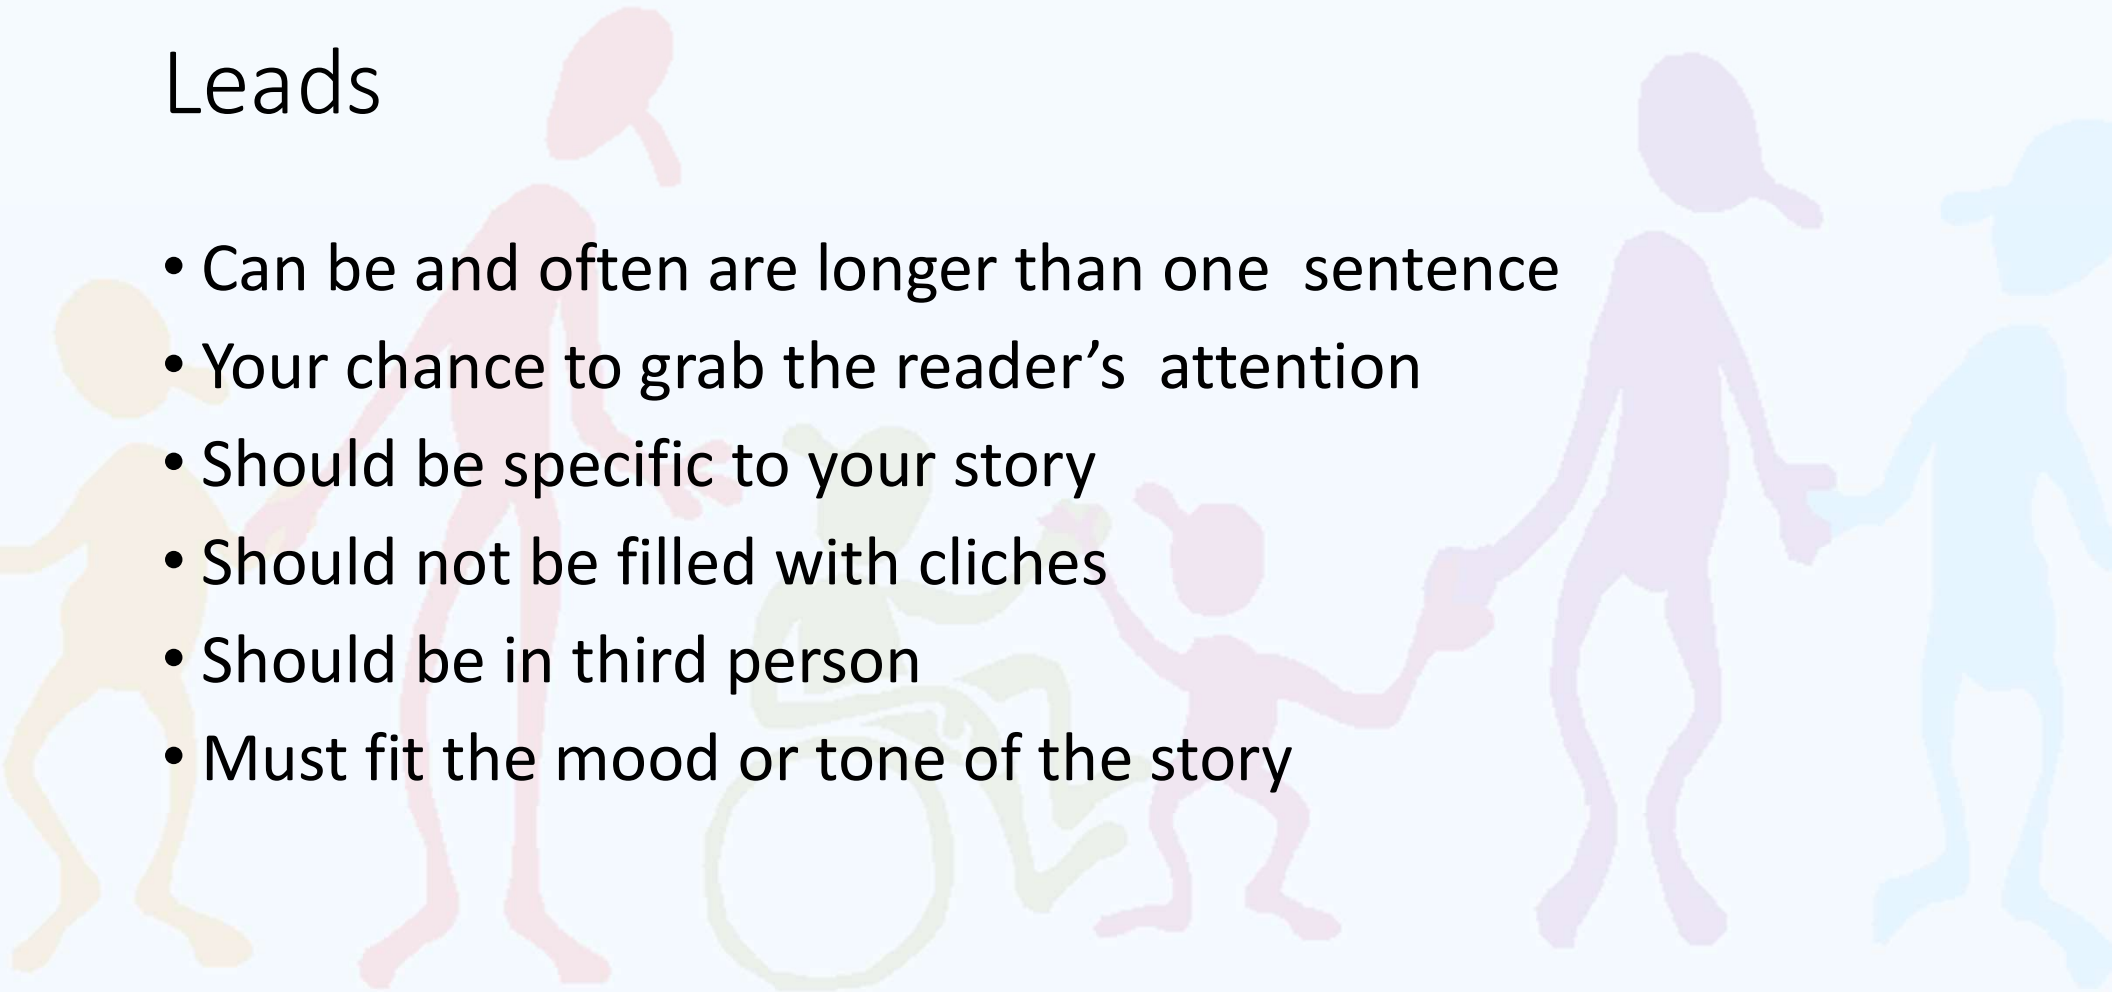 Leads
• Can be and often are longer than one  sentence
• Your chance to grab the reader’s  attention
• Should be specific to your story
• Should not be filled with cliches
• Should be in third person
• Must fit the mood or tone of the story